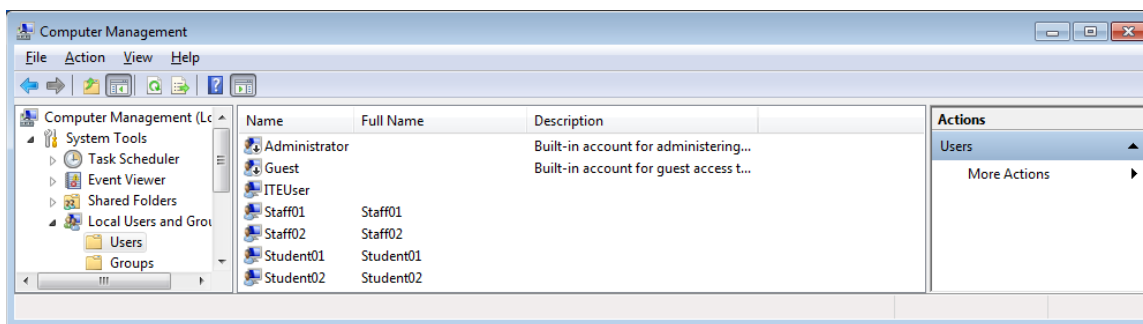 Computer Management
File Action View Help
Computer Management (Lc
System Tools
Task Scheduler
Event Viewer
Shared Folders
Local Users and Grou
Users
Groups
Name Full Name Description
Administrator Built-in account for administering...
Guest Built-in account for guest access t...
ITEUser
Staff01 Staff01
Staff02 Staff02
Student01 Student01
Student02 Student02
Actions
Users
More Actions